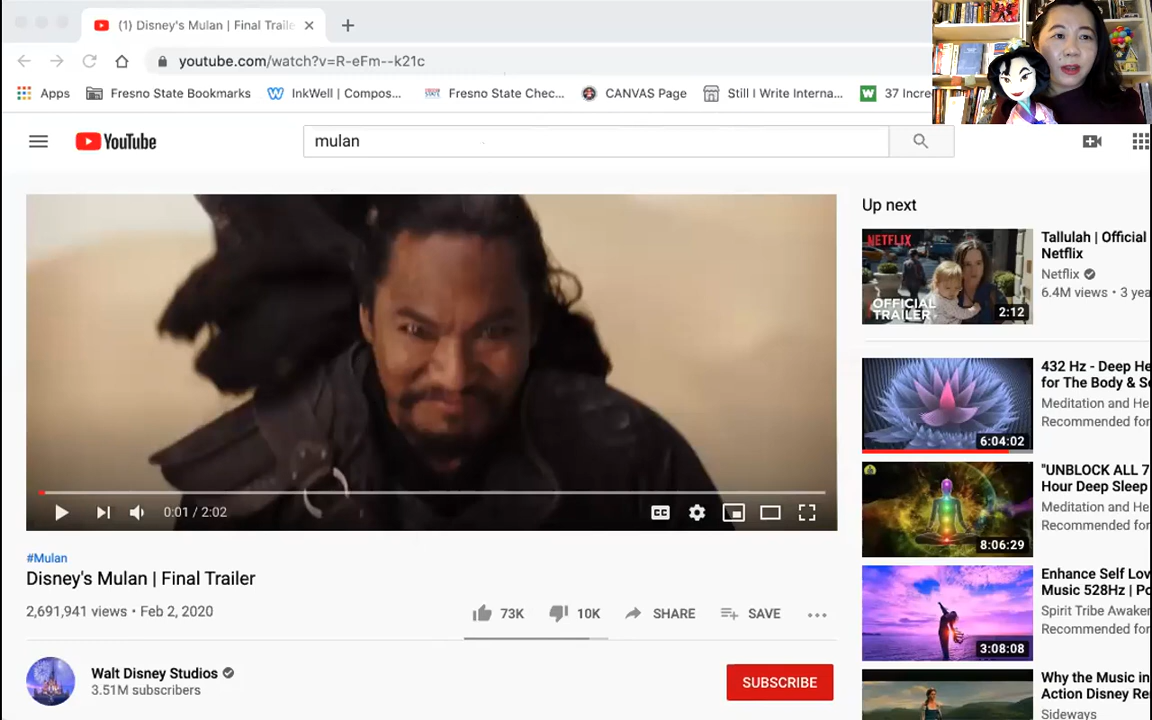 (1) Disney's Mulan | Final Traile
youtube.com/watch?v=R-eFm--k21c
Apps Fresno State Bookmarks InkWell | Compos... Fresno State Chec... CANVAS Page Still I Write Interna... W 37 Incre
YouTube
mulan
Up next
NETFLIX
OFFICIAL
TRAILER
2:12
Tallulah | Official
Netflix
Netflix
6.4M views • 3 yea
6:04:02
432 Hz - Deep He
for The Body & S
Meditation and He
Recommended for
8:06:29
"UNBLOCK ALL 7
Hour Deep Sleep
Meditation and He
Recommended for
3:08:08
Enhance Self Lov
Music 528Hz | Po
Spirit Tribe Awaken
Recommended for
Why the Music in
Action Disney Re
Sideways
0:01 / 2:02
CC
#Mulan
Disney's Mulan | Final Trailer
2,691,941 views • Feb 2, 2020
73K 10K SHARE SAVE
Walt Disney Studios
3.51M subscribers
SUBSCRIBE